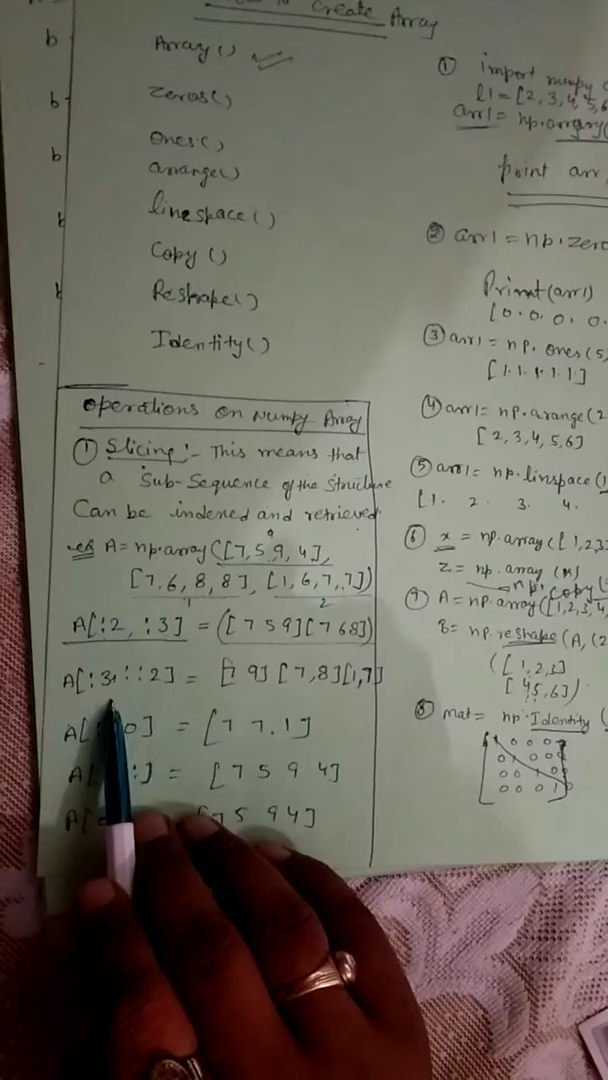 Create Array
Array()
zeros()
Ones()
arrange()
linespace()
Copy()
Reshape()
Identity()
Operations on Numpy Array
① Slicing:- This means that
a Sub-Sequence of the Structure
Can be indexed and retrieved.
A = np.array([[7,5,9,4],
[7,6,8,8], [1,6,7,7])
1 2
A[:2, :3] = ([7 5 9][7 6 8])
A[:3, ::2] = [7 9] [7,8][1,7]
0] = [7 7.1]
:] = [7 5 9 4]
A[ 5 9 4]
① import numpy
l1 = [2,3,4,5,6
arr1 = np.array(
print arr
② arr1 = np.zero
Print(arr1)
[0. 0. 0. 0.
③ arr1 = np.ones(5,
[1.1.1.1.1.]
④ arr1 = np.arange(2
[2,3,4,5,6]
⑤ arr1 = np.linspace(1
[1. 2. 3. 4.
⑥ x = np.array([1,2,3
z = np.array(x)
np.copy(
A = np.array([1,2,3,4,
B = np.reshape(A,(2
([1,2,3]
[4,5,6])
⑧ mat = np.Identity(